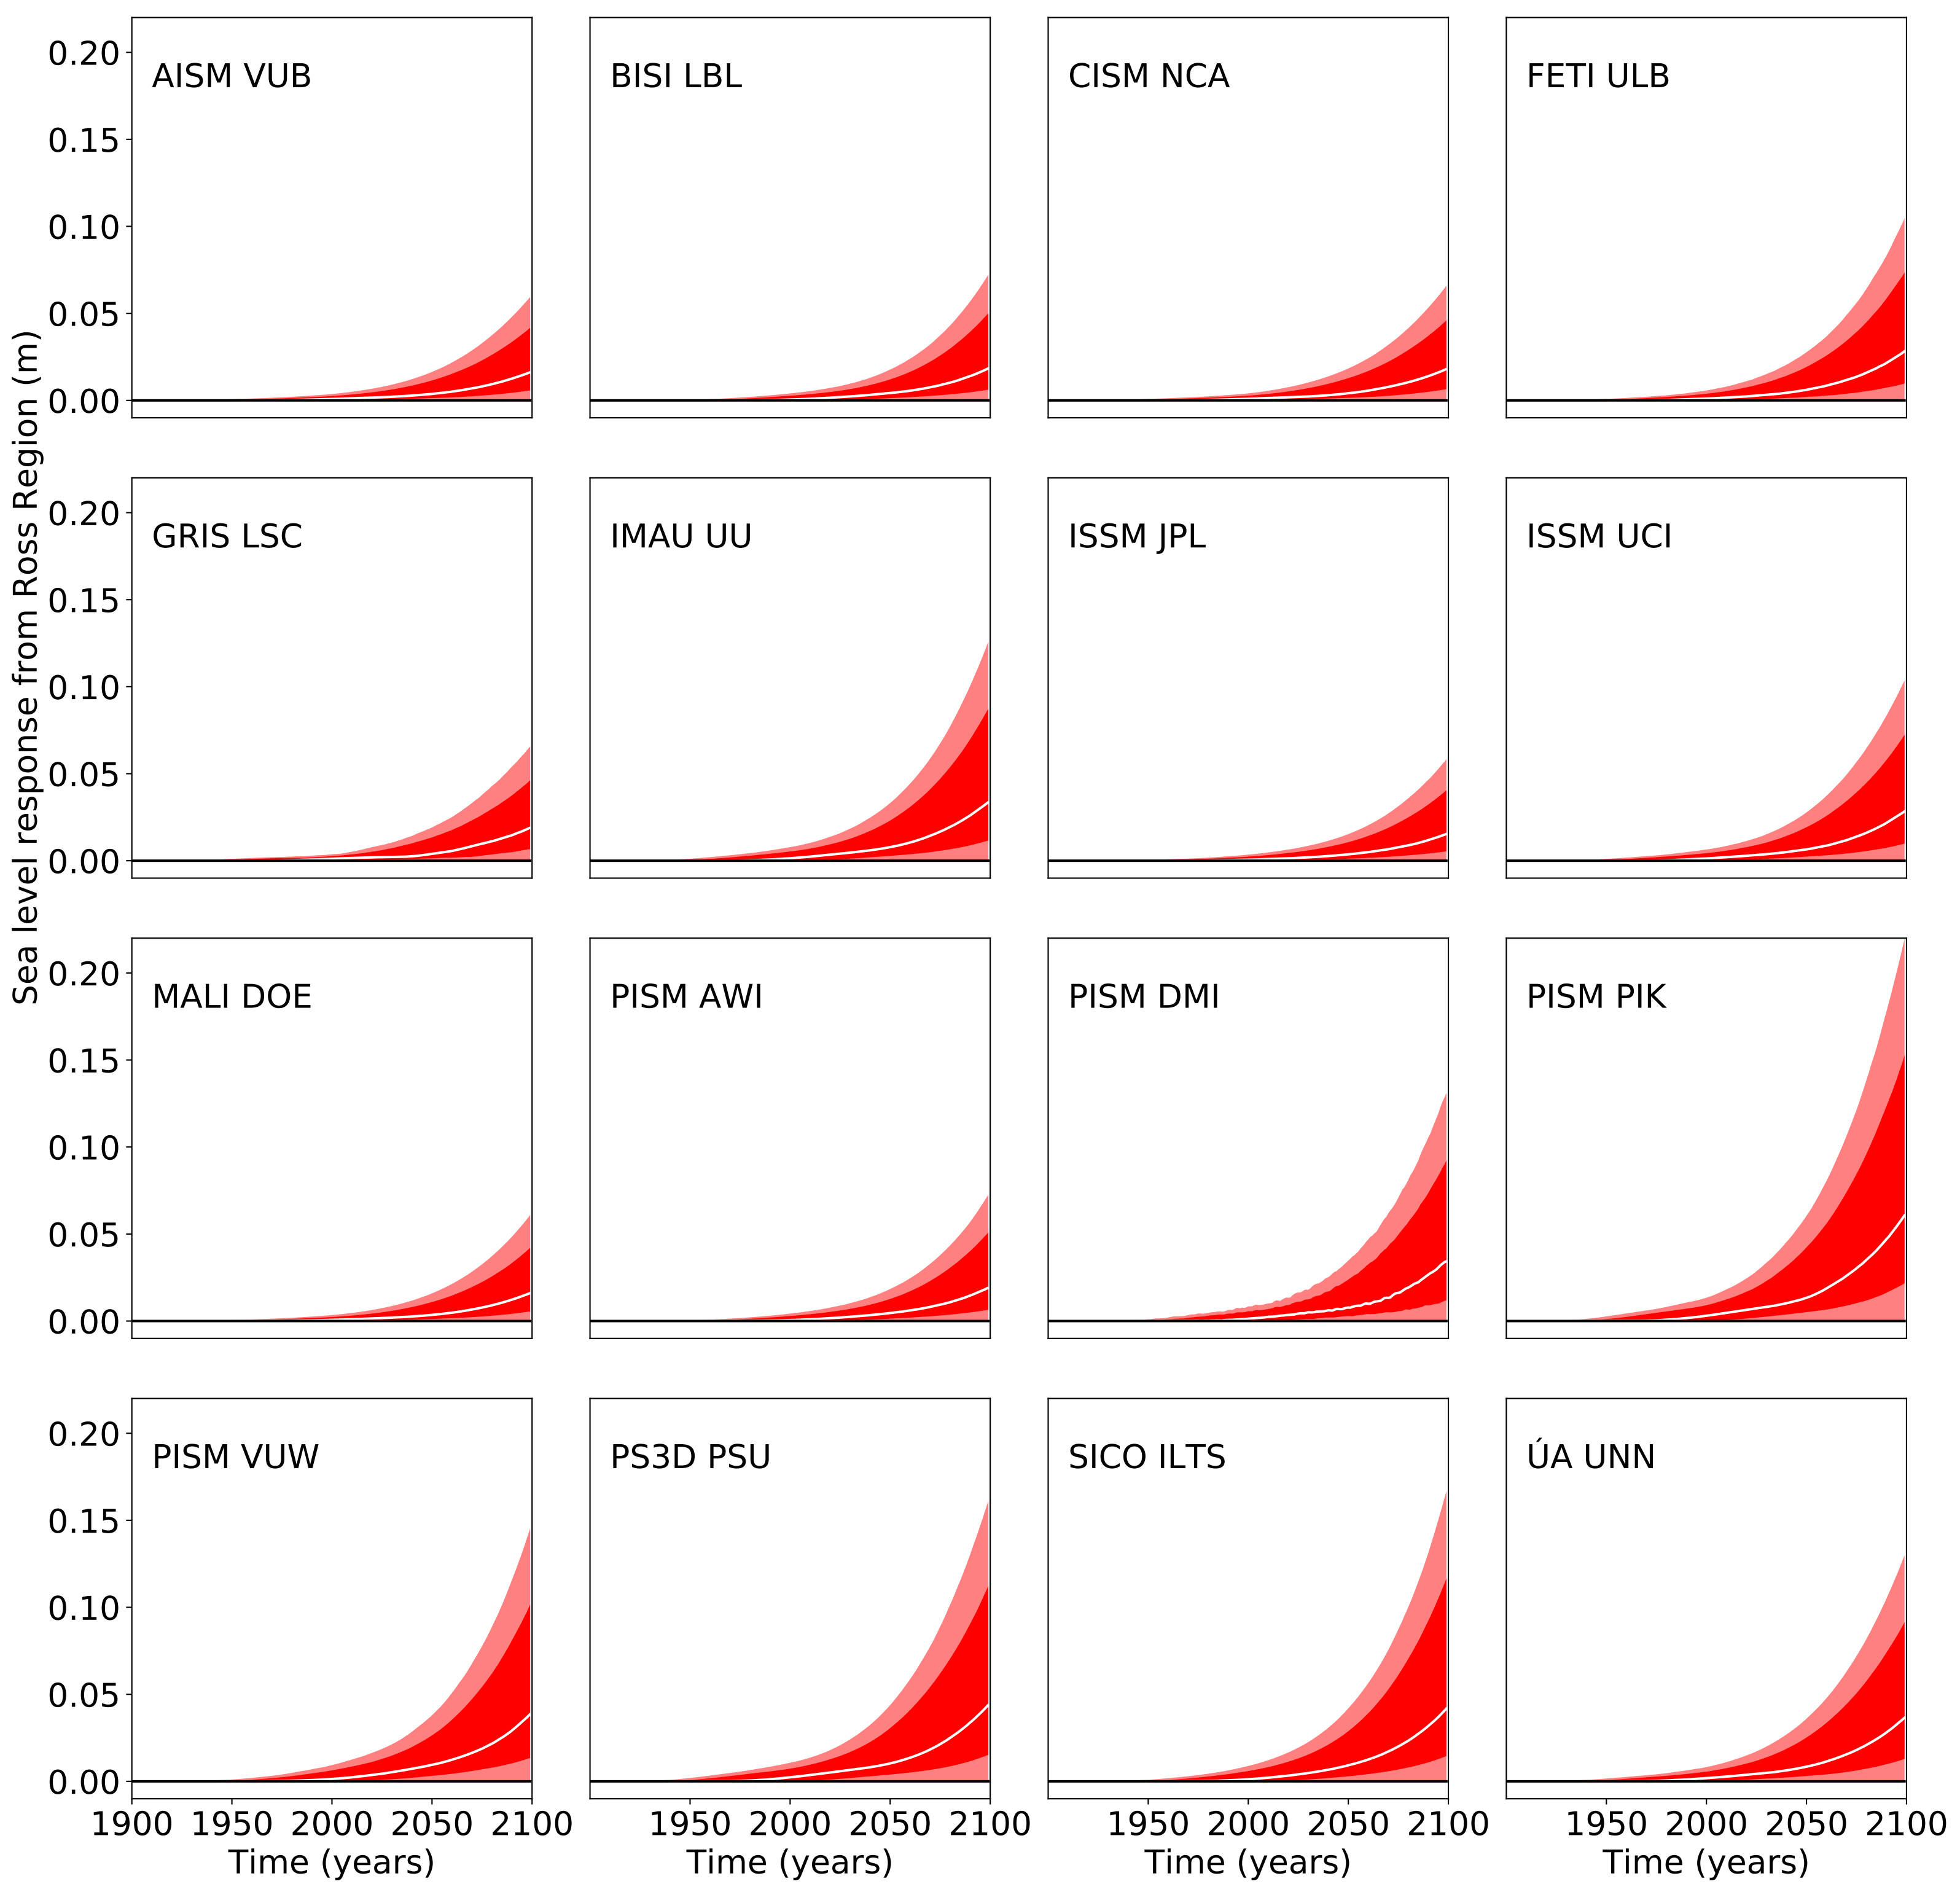 Sea level response from Ross Region (m)
0.20
0.15
0.10
0.05
0.00
AISM VUB
BISI LBL
CISM NCA
FETI ULB
0.20
0.15
0.10
0.05
0.00
GRIS LSC
IMAU UU
ISSM JPL
ISSM UCI
0.20
0.15
0.10
0.05
0.00
MALI DOE
PISM AWI
PISM DMI
PISM PIK
0.20
0.15
0.10
0.05
0.00
PISM VUW
PS3D PSU
SICO ILTS
ÚA UNN
1900 1950 2000 2050 2100
1950 2000 2050 2100
1950 2000 2050 2100
1950 2000 2050 2100
Time (years)
Time (years)
Time (years)
Time (years)